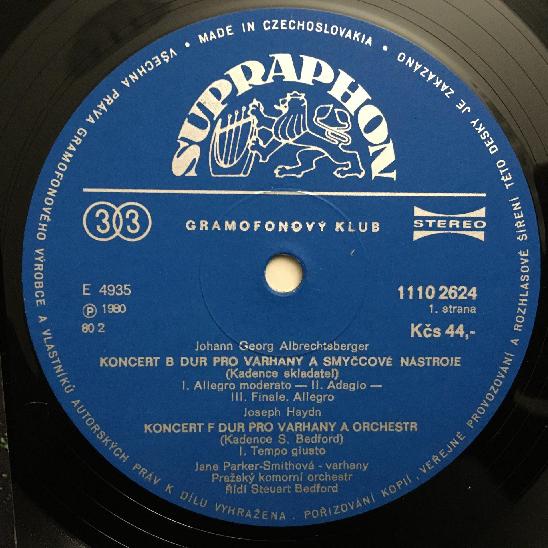 VŠECHNA PRÁVA GRAMOFONOVÉHO VÝROBCE A VLASTNÍKŮ AUTORSKÝCH PRÁV K DÍLU VYHRAŽENA. POŘIZOVÁNÍ KOPIÍ, VEŘEJNÉ PROVOZOVÁNÍ A ROZHLASOVÉ ŠÍŘENÍ TÉTO DESKY JE ZAKÁZÁNO
• MADE IN CZECHOSLOVAKIA •
SUPRAPHON
33
GRAMOFONOVÝ KLUB
STEREO
E 4935
1110 2624
℗ 1980
1. strana
80 2
Kčs 44,-
Johann Georg Albrechtsberger
KONCERT B DUR PRO VARHANY A SMYČCOVÉ NÁSTROJE
(Kadence skladatel)
I. Allegro moderato — II. Adagio —
III. Finale. Allegro
Joseph Haydn
KONCERT F DUR PRO VARHANY A ORCHESTR
(Kadence S. Bedford)
I. Tempo giusto
Jane Parker-Smithová - varhany
Pražský komorní orchestr
Řídí Steuart Bedford